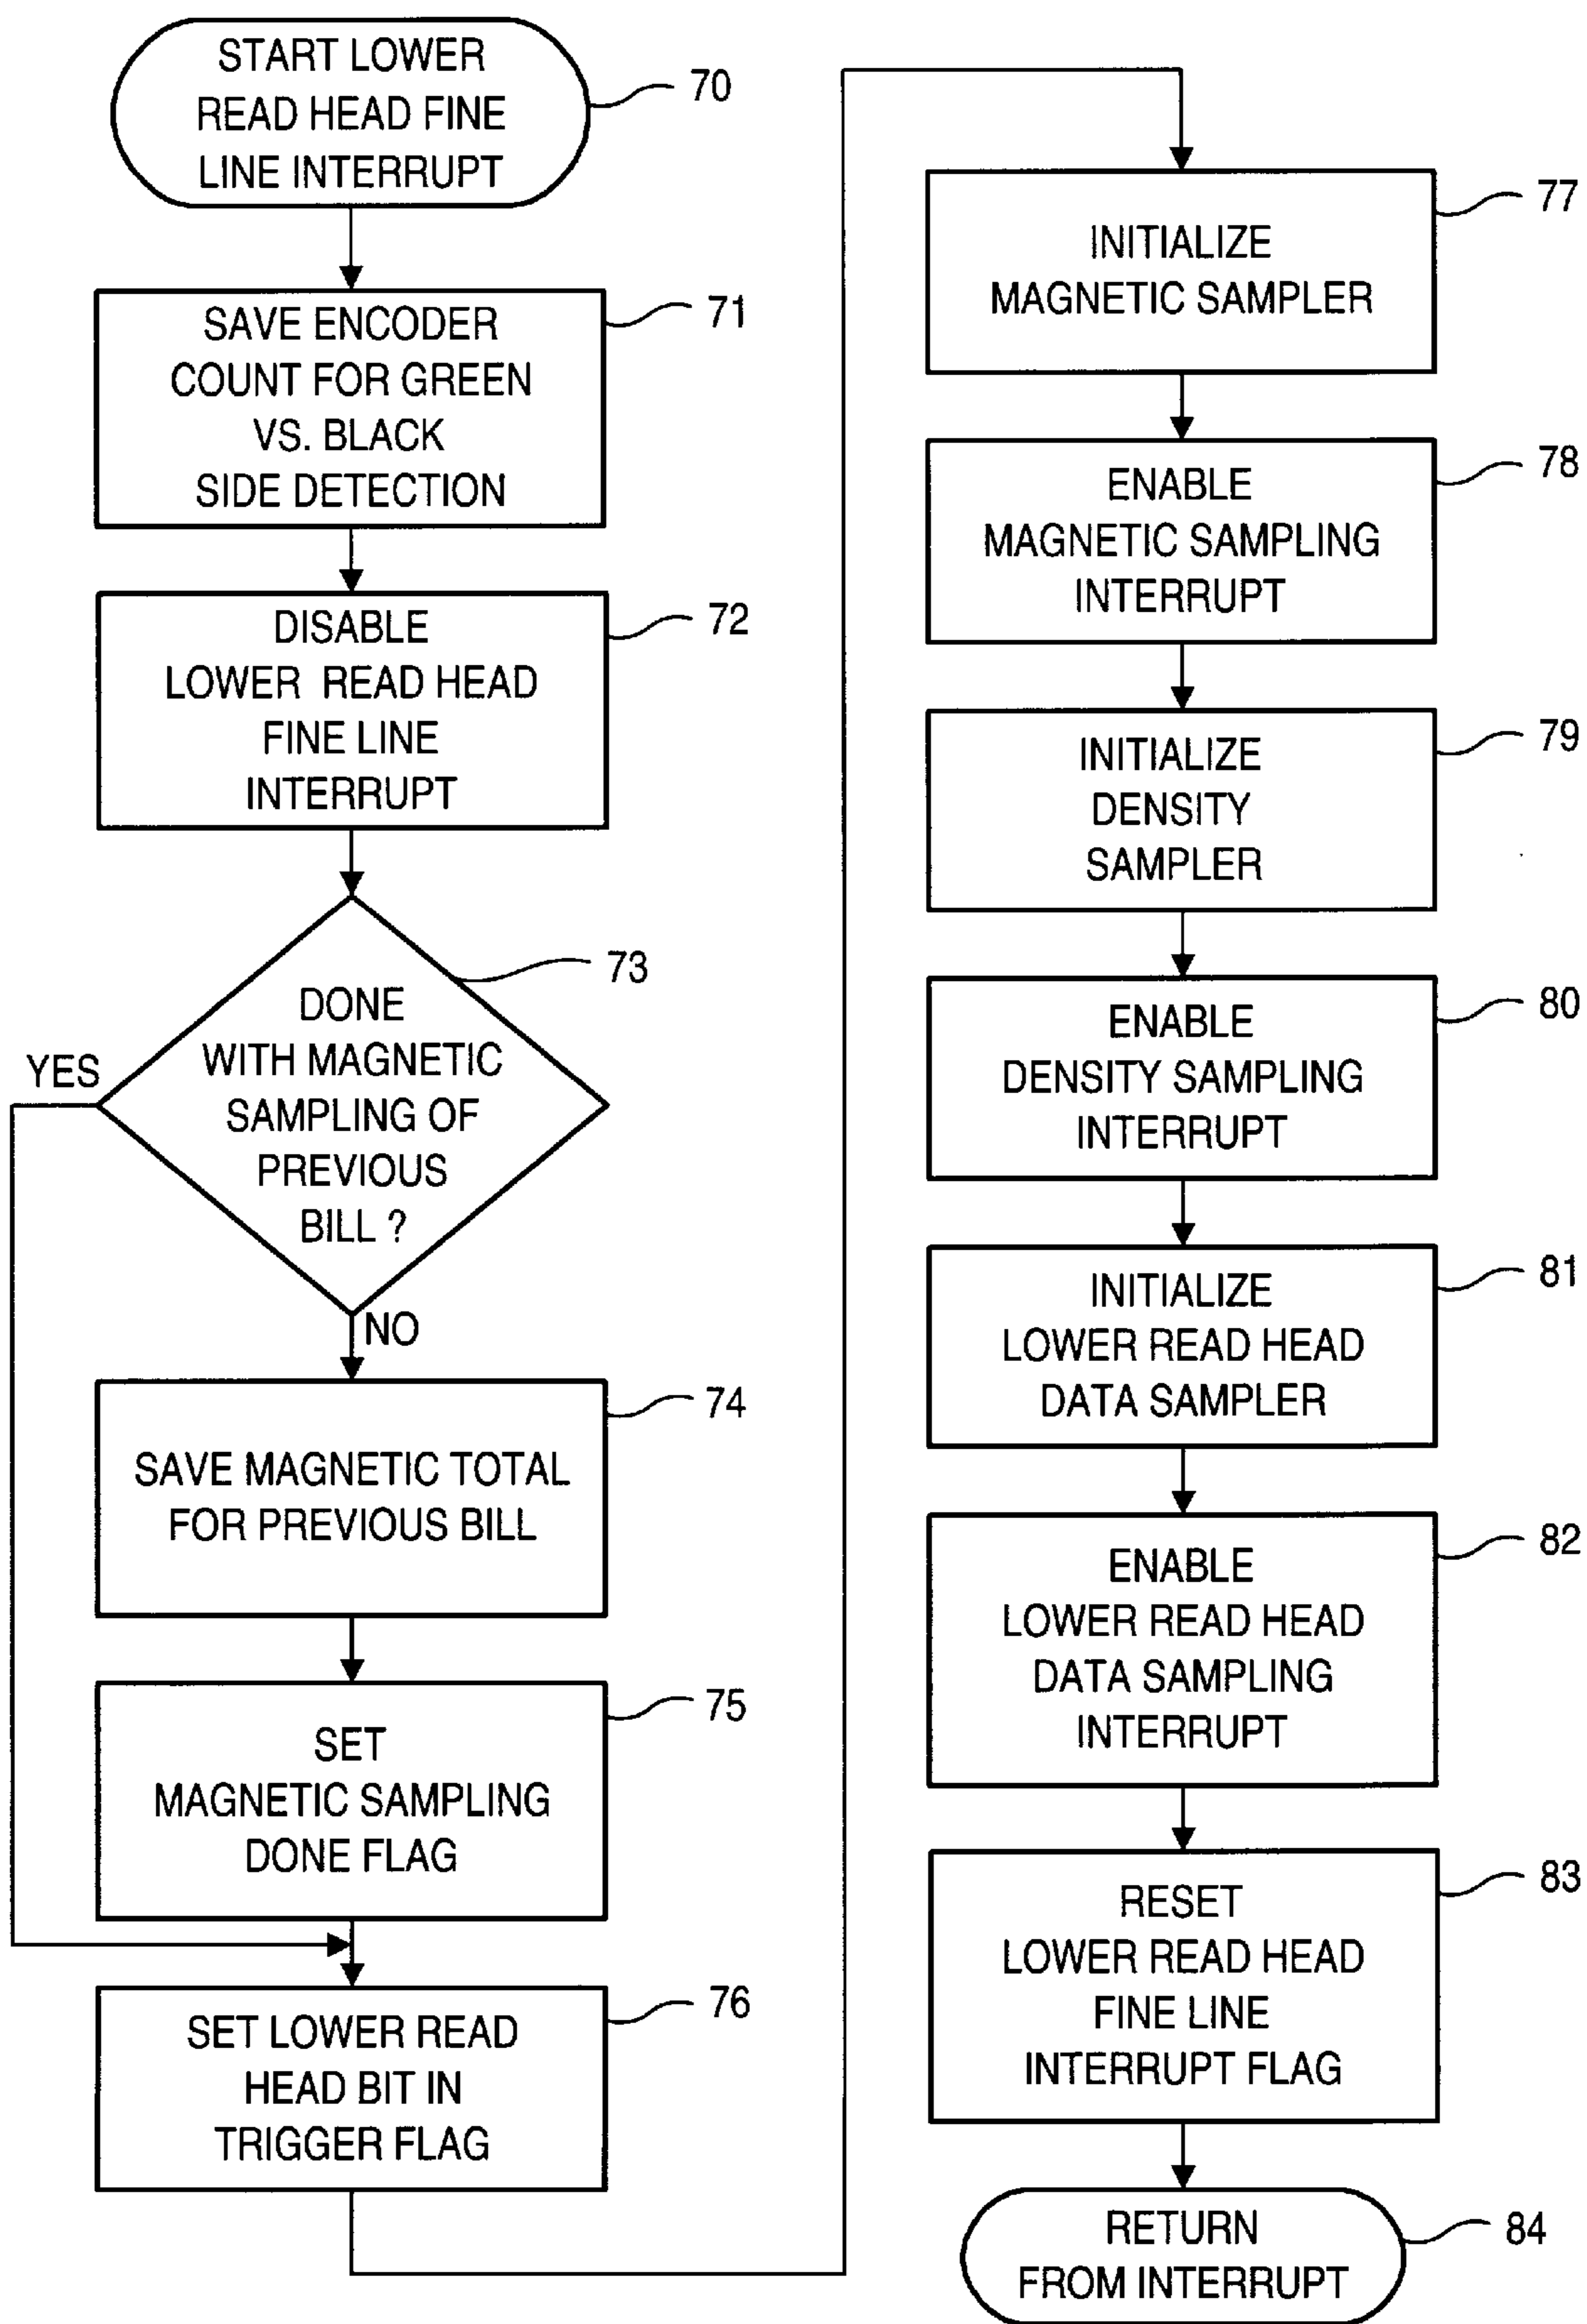 START LOWER
READ HEAD FINE
LINE INTERRUPT
70
SAVE ENCODER
COUNT FOR GREEN
VS. BLACK
SIDE DETECTION
71
DISABLE
LOWER READ HEAD
FINE LINE
INTERRUPT
72
DONE
WITH MAGNETIC
SAMPLING OF
PREVIOUS
BILL ?
73
YES
NO
SAVE MAGNETIC TOTAL
FOR PREVIOUS BILL
74
SET
MAGNETIC SAMPLING
DONE FLAG
75
SET LOWER READ
HEAD BIT IN
TRIGGER FLAG
76
INITIALIZE
MAGNETIC SAMPLER
77
ENABLE
MAGNETIC SAMPLING
INTERRUPT
78
INITIALIZE
DENSITY
SAMPLER
79
ENABLE
DENSITY SAMPLING
INTERRUPT
80
INITIALIZE
LOWER READ HEAD
DATA SAMPLER
81
ENABLE
LOWER READ HEAD
DATA SAMPLING
INTERRUPT
82
RESET
LOWER READ HEAD
FINE LINE
INTERRUPT FLAG
83
RETURN
FROM INTERRUPT
84